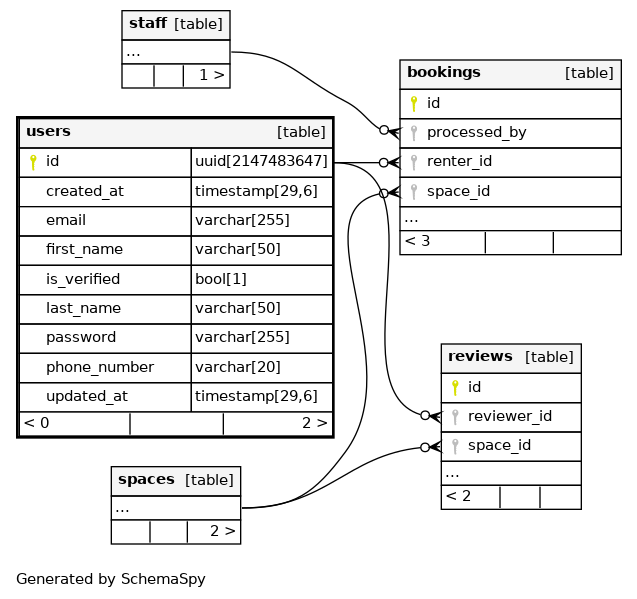 staff [table]
...
1 >
users [table]
id uuid[2147483647]
created_at timestamp[29,6]
email varchar[255]
first_name varchar[50]
is_verified bool[1]
last_name varchar[50]
password varchar[255]
phone_number varchar[20]
updated_at timestamp[29,6]
< 0 2 >
spaces [table]
...
2 >
bookings [table]
id
processed_by
renter_id
space_id
...
< 3
reviews [table]
id
reviewer_id
space_id
...
< 2
Generated by SchemaSpy